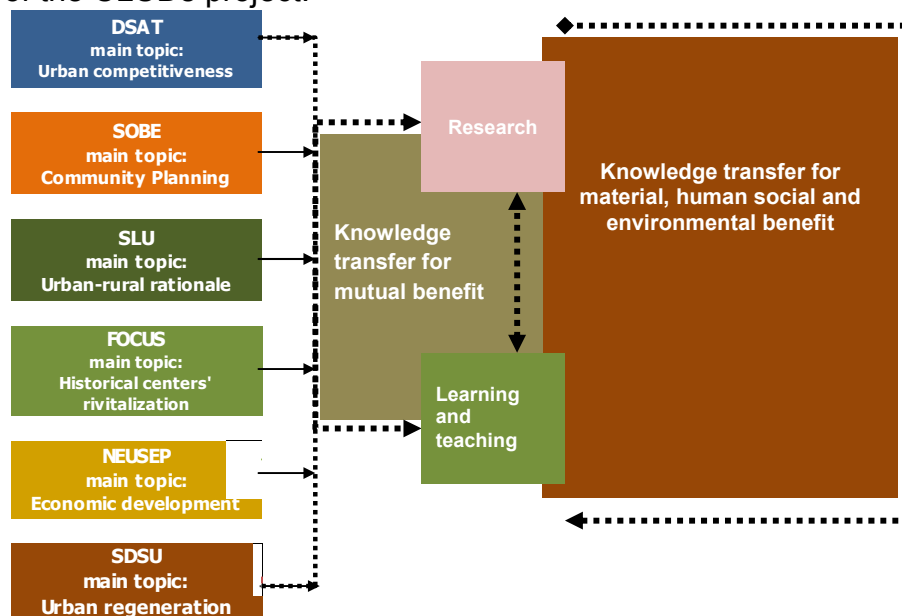 DSAT
main topic:
Urban competitiveness
SOBE
main topic:
Community Planning
SLU
main topic:
Urban-rural rationale
FOCUS
main topic:
Historical centers'
rivitalization
NEUSEP
main topic:
Economic development
SDSU
main topic:
Urban regeneration
Research
Knowledge
transfer for
mutual benefit
Learning
and
teaching
Knowledge transfer for
material, human social and
environmental benefit